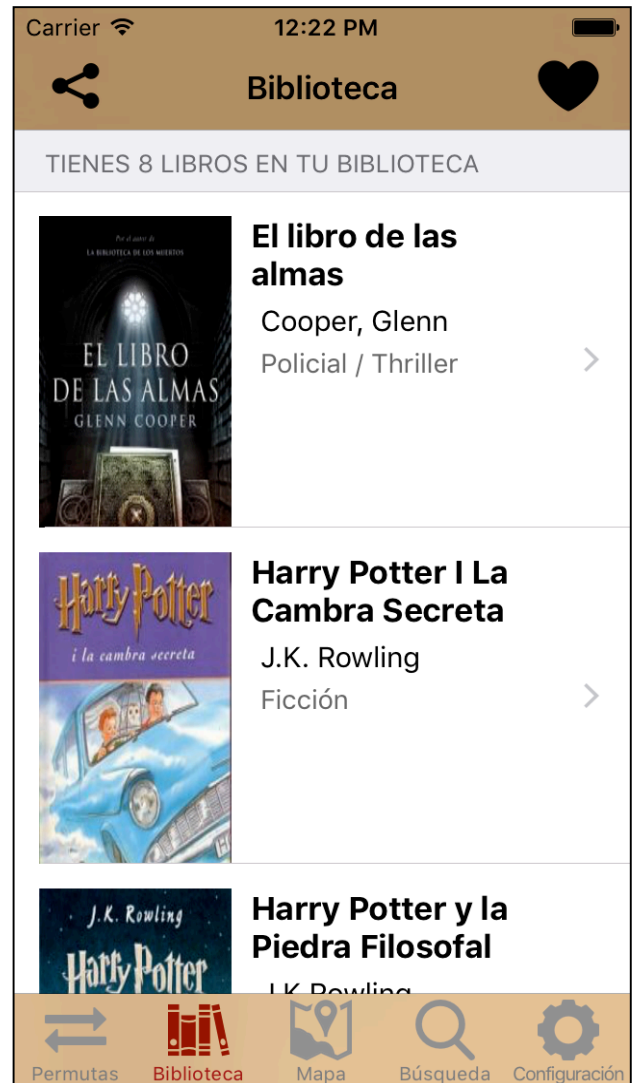 Carrier 12:22 PM
Biblioteca
TIENES 8 LIBROS EN TU BIBLIOTECA
Por el autor de
LA BIBLIOTECA DE LOS MUERTOS
EL LIBRO
DE LAS ALMAS
GLENN COOPER
El libro de las
almas
Cooper, Glenn
Policial / Thriller
Harry Potter
i la cambra secreta
Harry Potter I La
Cambra Secreta
J.K. Rowling
Ficción
J.K. Rowling
Harry Potter
Harry Potter y la
Piedra Filosofal
J.K Rowling
Permutas Biblioteca Mapa Búsqueda Configuración